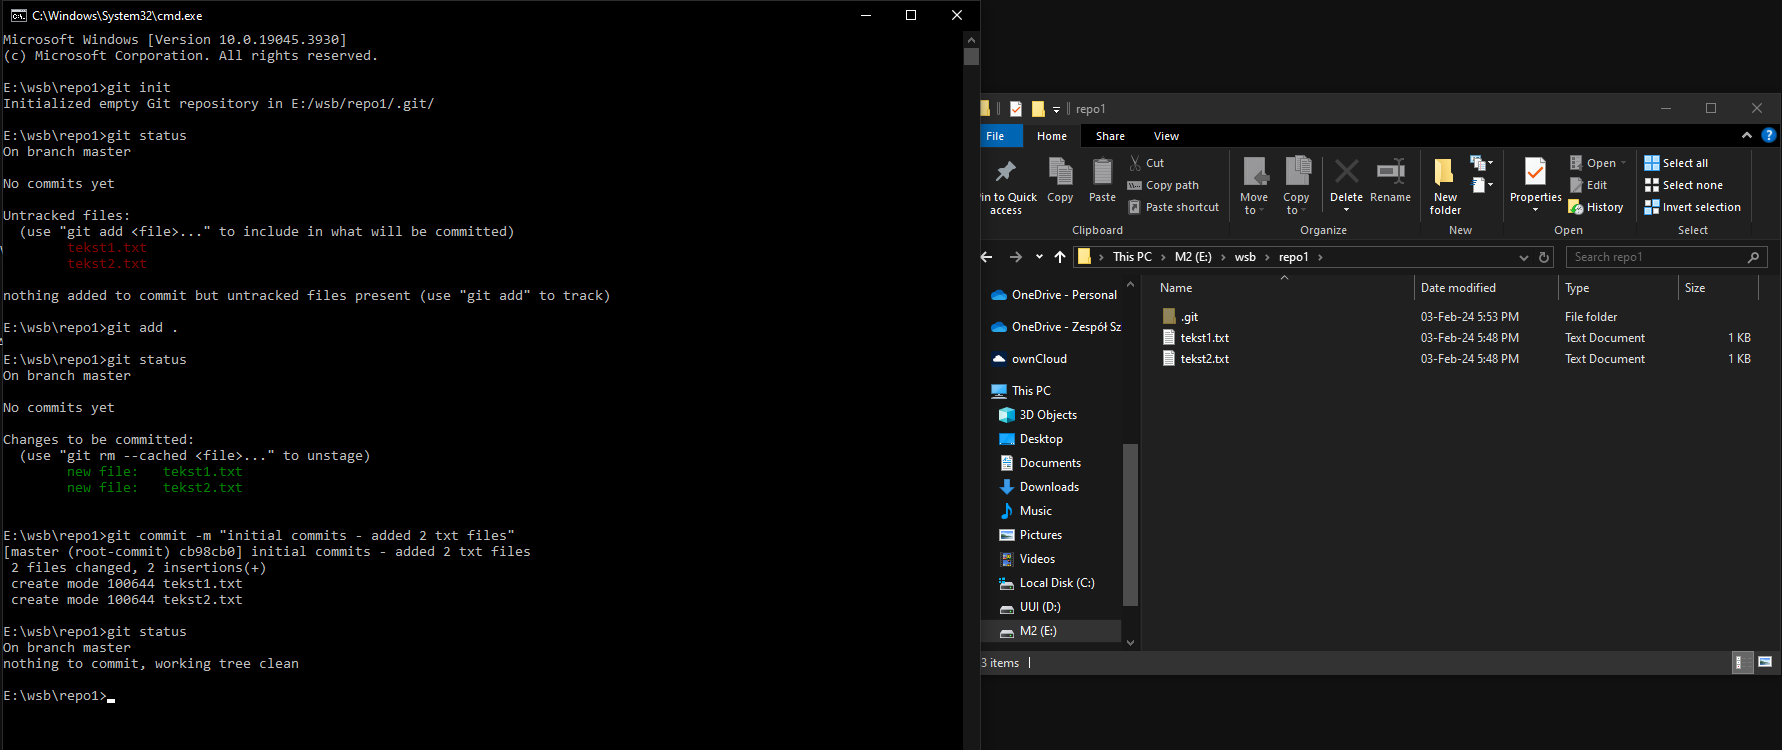 C:\Windows\System32\cmd.exe
Microsoft Windows [Version 10.0.19045.3930]
(c) Microsoft Corporation. All rights reserved.
E:\wsb\repo1>git init
Initialized empty Git repository in E:/wsb/repo1/.git/
E:\wsb\repo1>git status
On branch master
No commits yet
Untracked files:
(use "git add <file>..." to include in what will be committed)
tekst1.txt
tekst2.txt
nothing added to commit but untracked files present (use "git add" to track)
E:\wsb\repo1>git add .
E:\wsb\repo1>git status
On branch master
No commits yet
Changes to be committed:
(use "git rm --cached <file>..." to unstage)
new file:   tekst1.txt
new file:   tekst2.txt
E:\wsb\repo1>git commit -m "initial commits - added 2 txt files"
[master (root-commit) cb98cb0] initial commits - added 2 txt files
2 files changed, 2 insertions(+)
create mode 100644 tekst1.txt
create mode 100644 tekst2.txt
E:\wsb\repo1>git status
On branch master
nothing to commit, working tree clean
E:\wsb\repo1>
repo1
File Home Share View
in to Quick access
Copy
Paste
Cut
Copy path
Paste shortcut
Clipboard
Move to
Copy to
Delete
Rename
Organize
New folder
New
Properties
Open
Edit
History
Open
Select all
Select none
Invert selection
Select
This PC > M2 (E:) > wsb > repo1 >
Search repo1
OneDrive - Personal
OneDrive - Zespół Sz
ownCloud
This PC
3D Objects
Desktop
Documents
Downloads
Music
Pictures
Videos
Local Disk (C:)
UUI (D:)
M2 (E:)
Name Date modified Type Size
.git 03-Feb-24 5:53 PM File folder
tekst1.txt 03-Feb-24 5:48 PM Text Document 1 KB
tekst2.txt 03-Feb-24 5:48 PM Text Document 1 KB
3 items